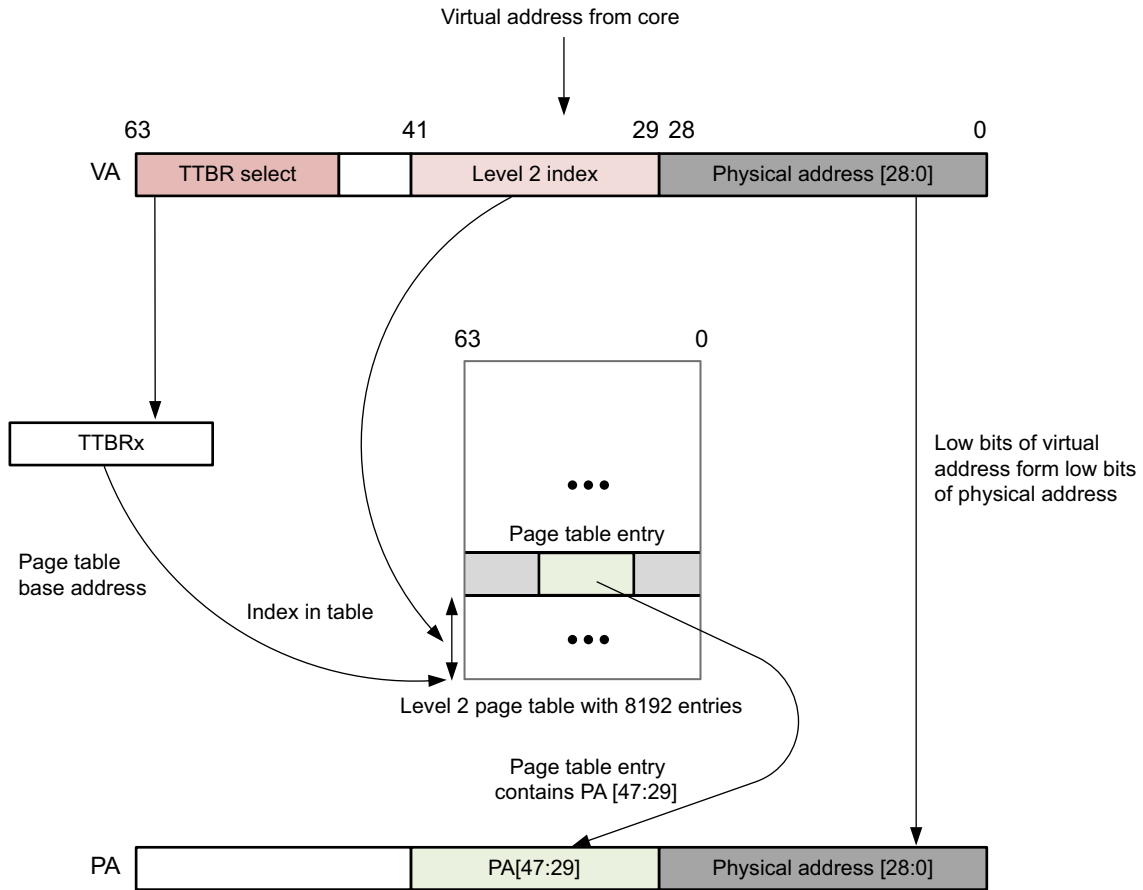 Virtual address from core
63 41 29 28 0
VA TTBR select Level 2 index Physical address [28:0]
63 0
TTBRx
Low bits of virtual
address form low bits
of physical address
•••
Page table entry
Page table
base address
Index in table
•••
Level 2 page table with 8192 entries
Page table entry
contains PA [47:29]
PA PA[47:29] Physical address [28:0]